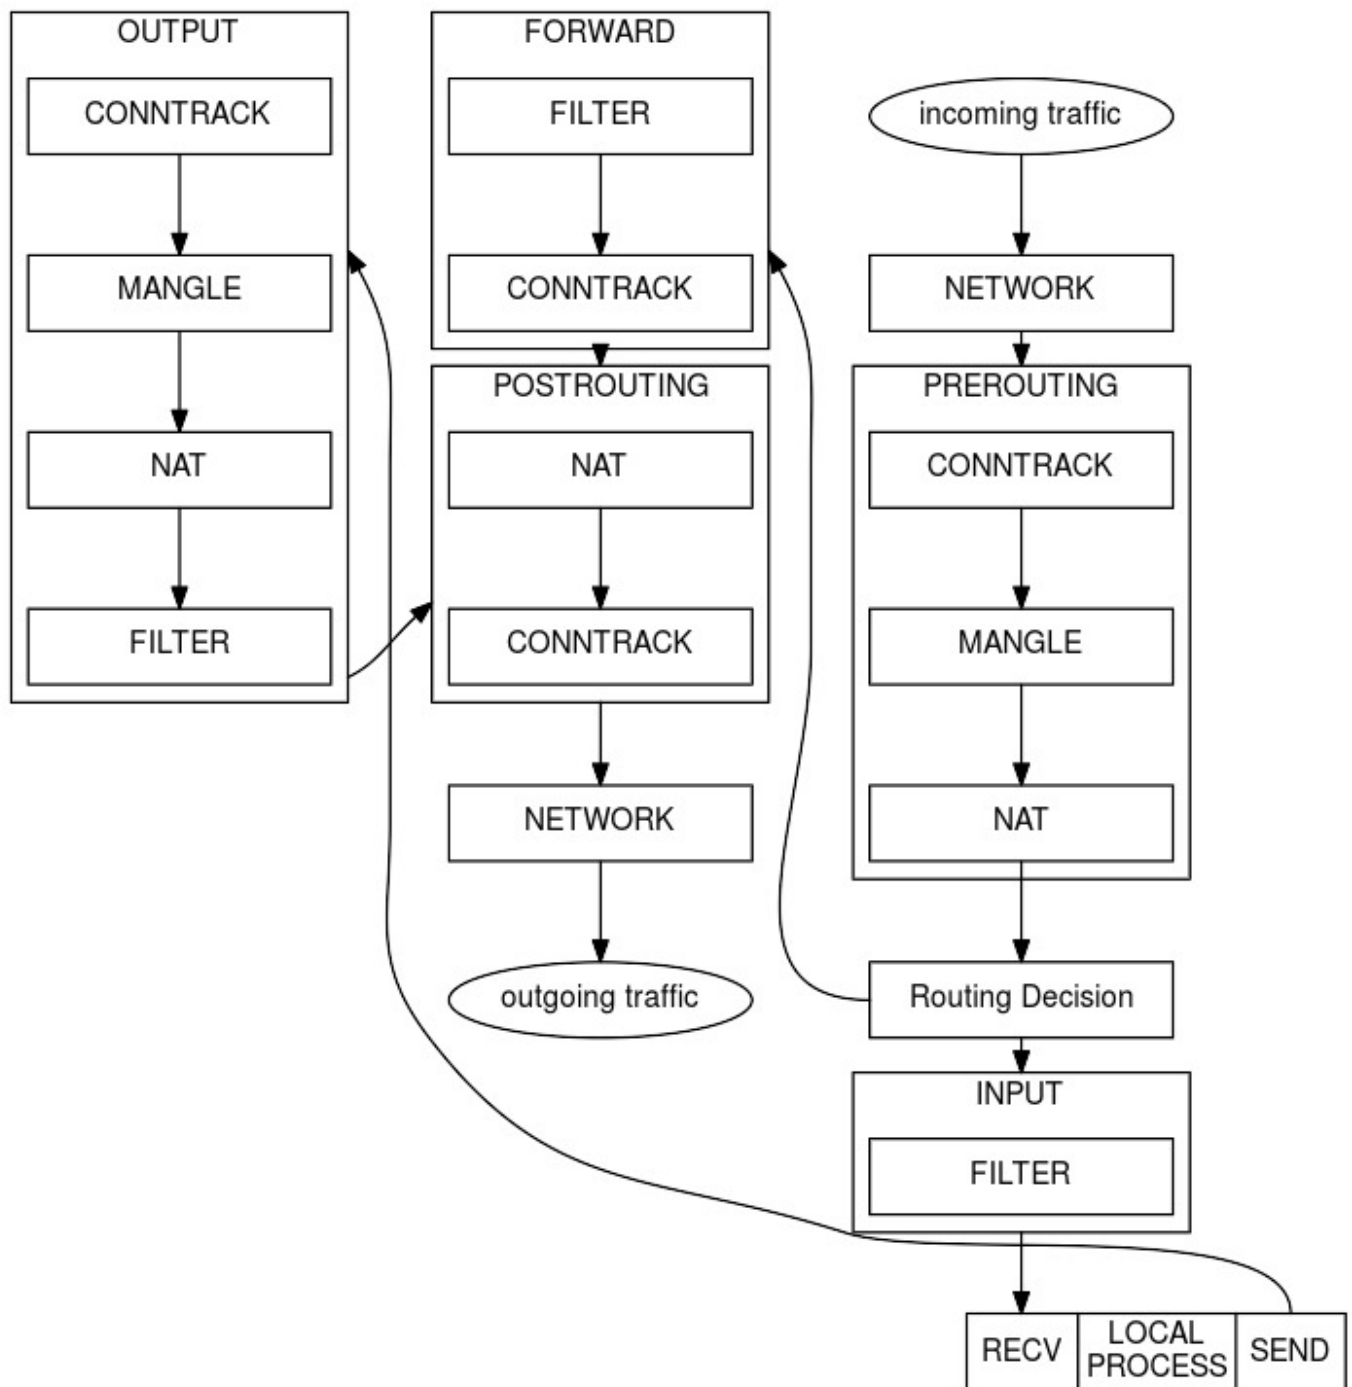 OUTPUT
CONNTRACK
MANGLE
NAT
FILTER
FORWARD
FILTER
CONNTRACK
POSTROUTING
NAT
CONNTRACK
NETWORK
outgoing traffic
incoming traffic
NETWORK
PREROUTING
CONNTRACK
MANGLE
NAT
Routing Decision
INPUT
FILTER
RECV
LOCAL
PROCESS
SEND